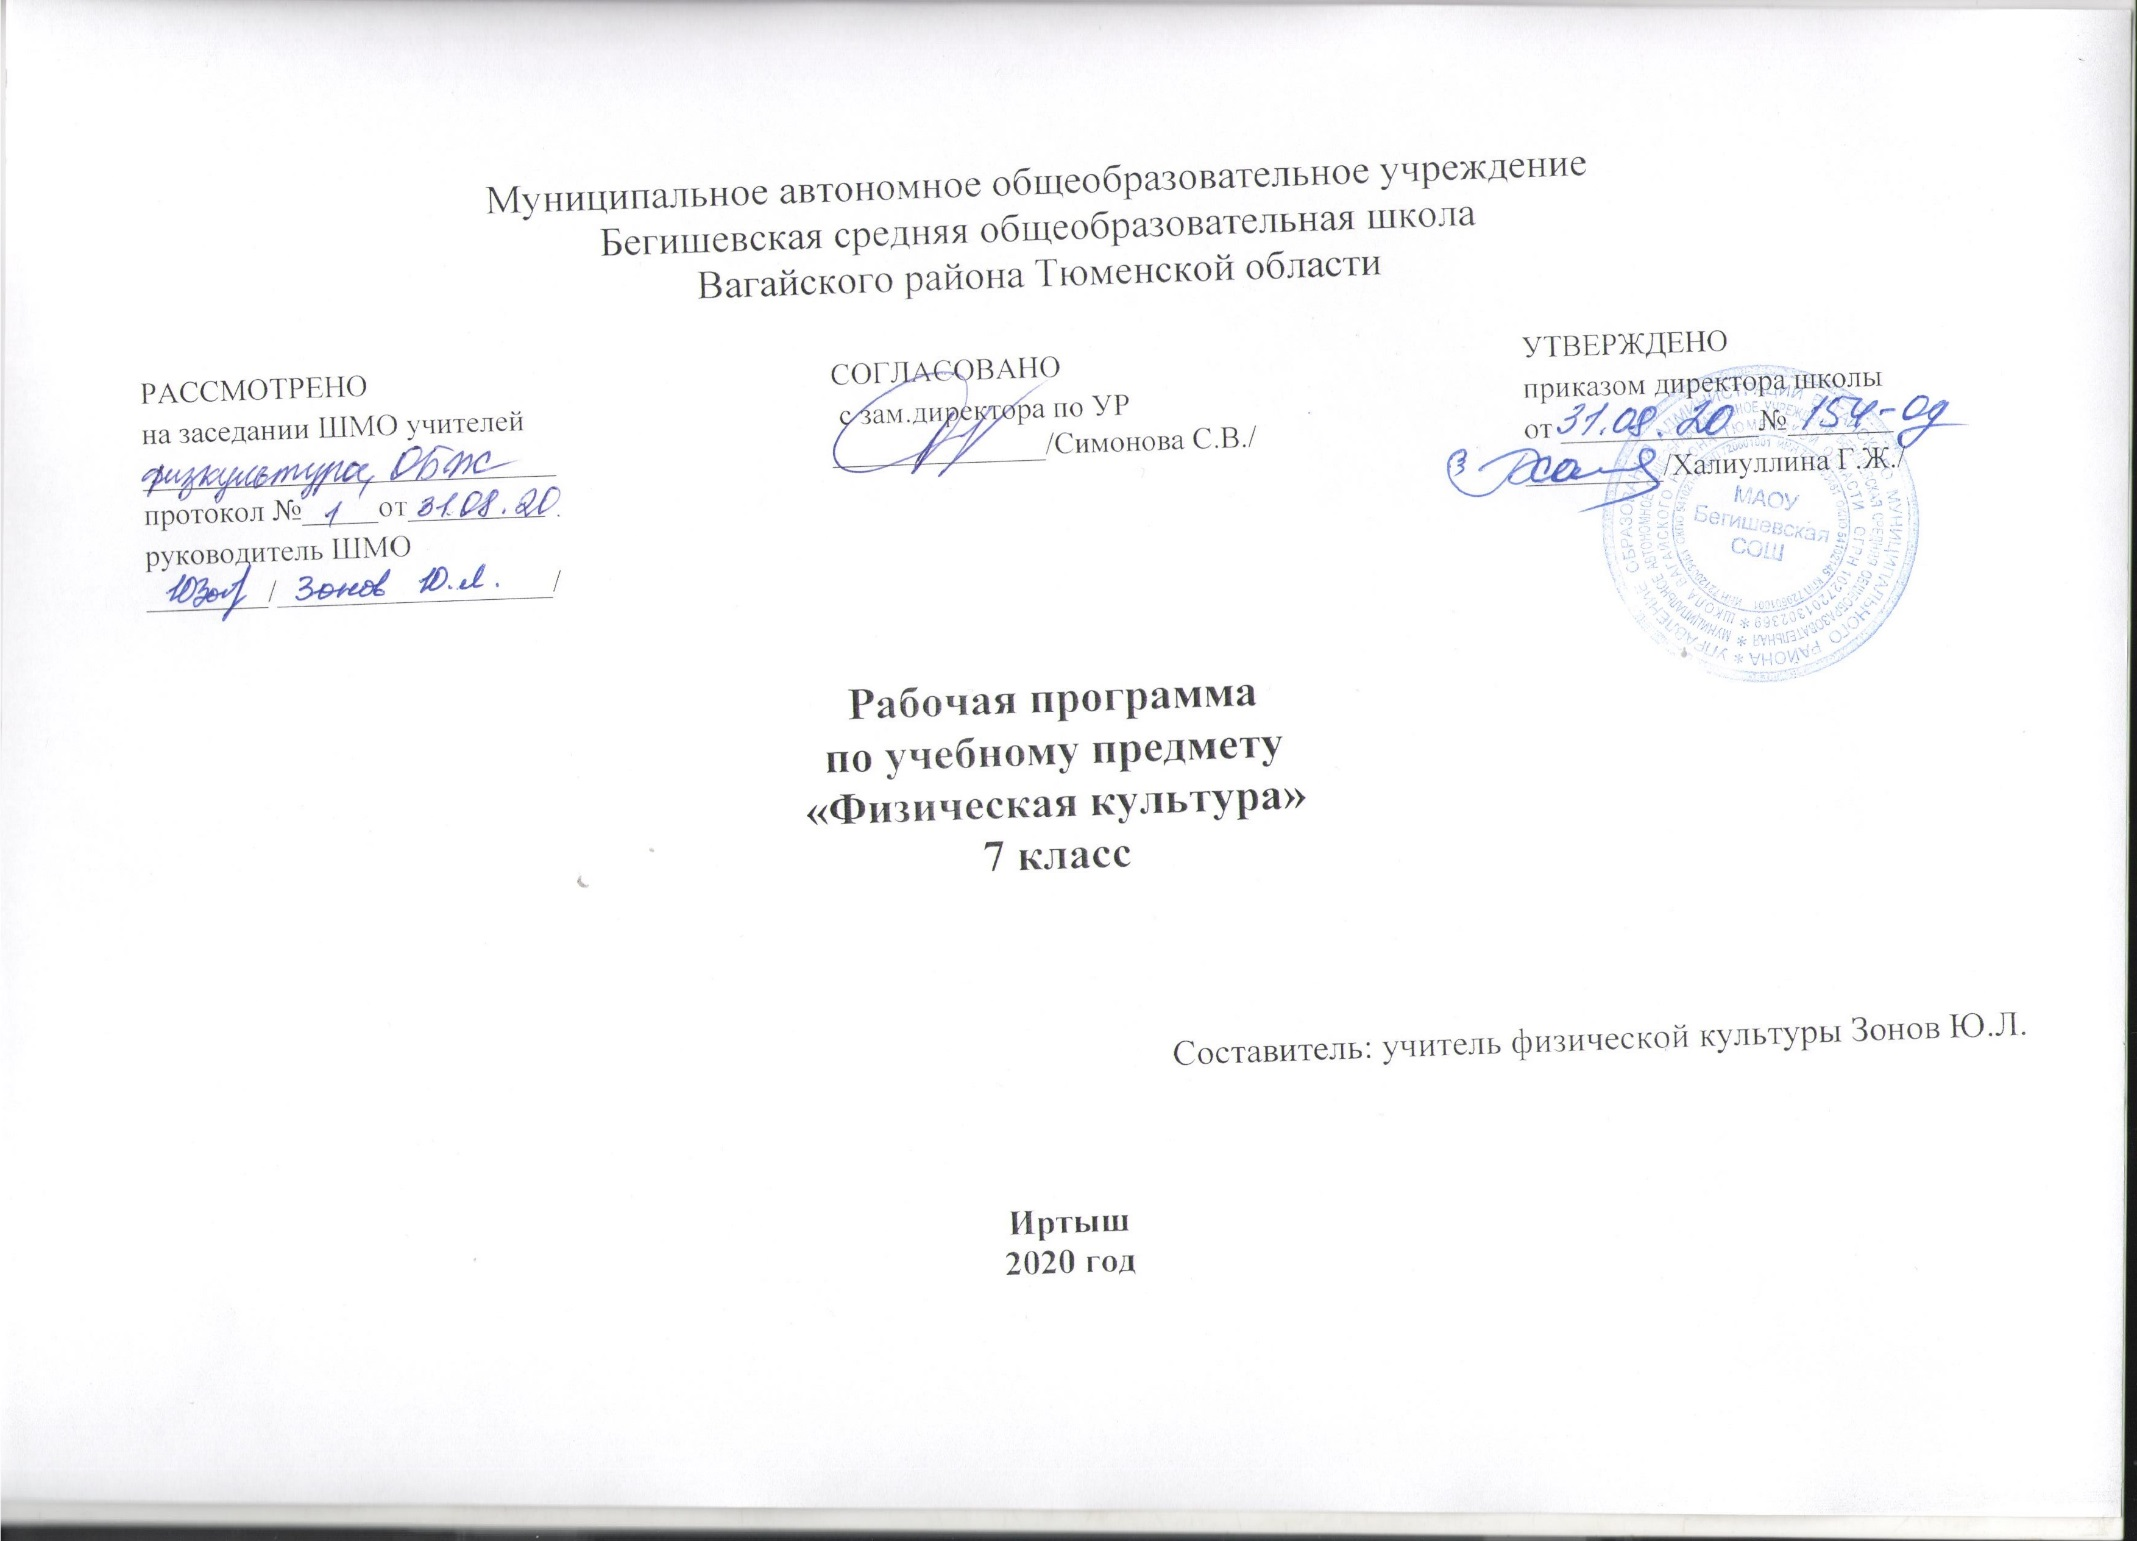 Муниципальное автономное общеобразовательное учреждение
Бегишевская средняя общеобразовательная школа
Вагайского района Тюменской области
РАССМОТРЕНО
на заседании ШМО учителей
физкультура, ОБЖ
протокол № 1 от 31.08.20.
руководитель ШМО
/ Зонов Ю.Л. /
СОГЛАСОВАНО
с зам.директора по УР
/Симонова С.В./
УТВЕРЖДЕНО
приказом директора школы
от 31.08.20 № 154-од
/Халиуллина Г.Ж./
МАОУ
Бегишевская
СОШ
Рабочая программа
по учебному предмету
«Физическая культура»
7 класс
Составитель: учитель физической культуры Зонов Ю.Л.
Иртыш
2020 год